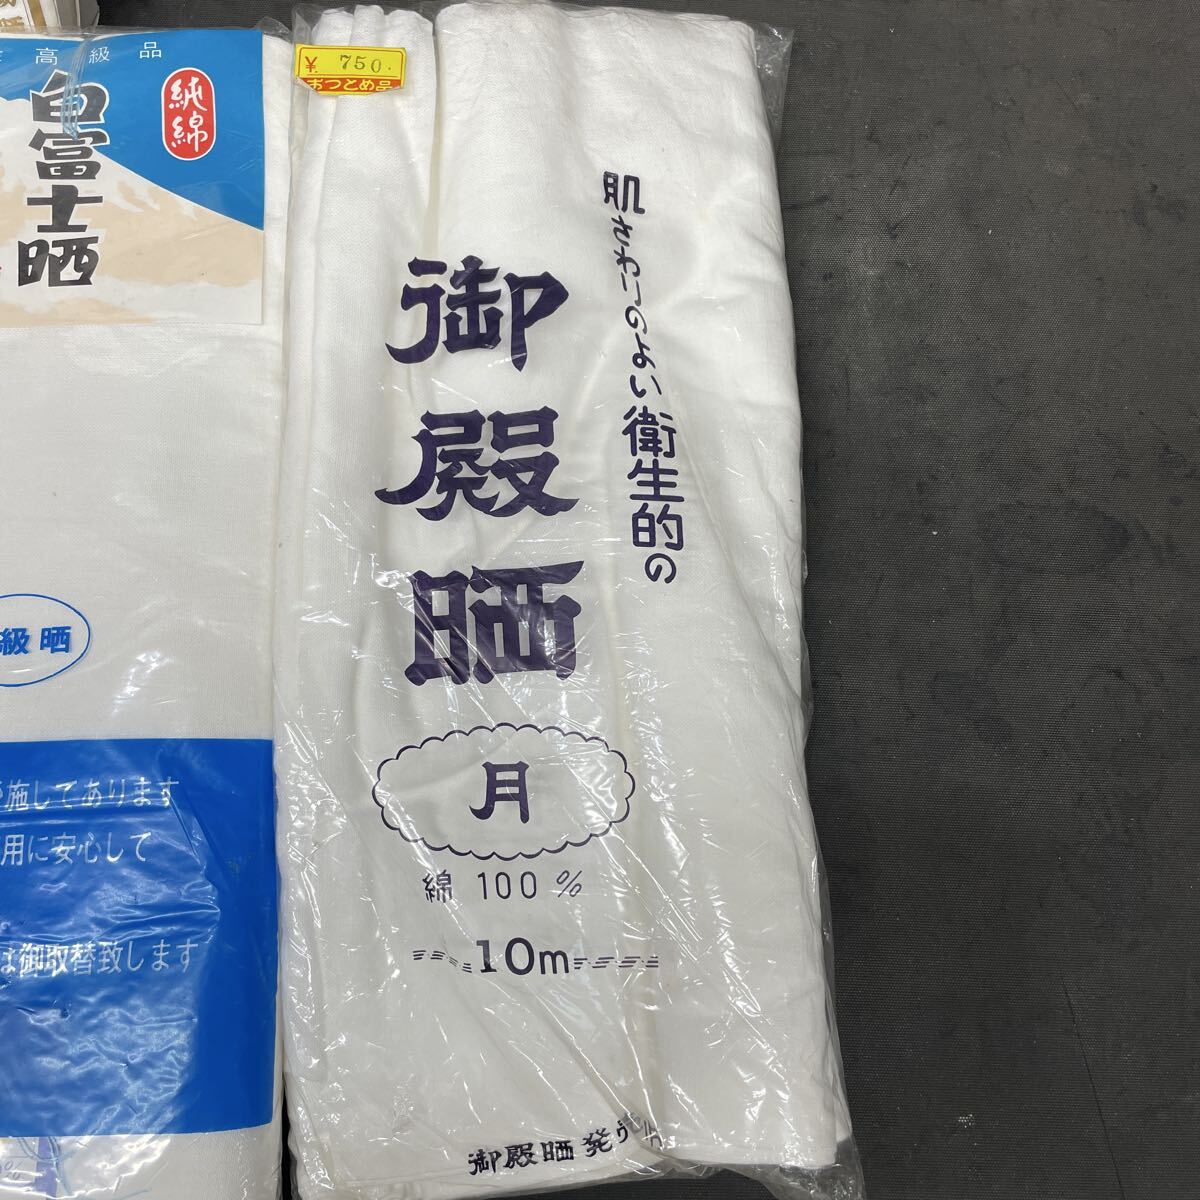 高級品
純綿
白富士晒
級晒
施してあります
用に安心して
は御取替致します
¥ 750.
おつとめ品
肌さわりのよい衛生的の
御殿晒
月
綿 100%
10m
御殿晒発売